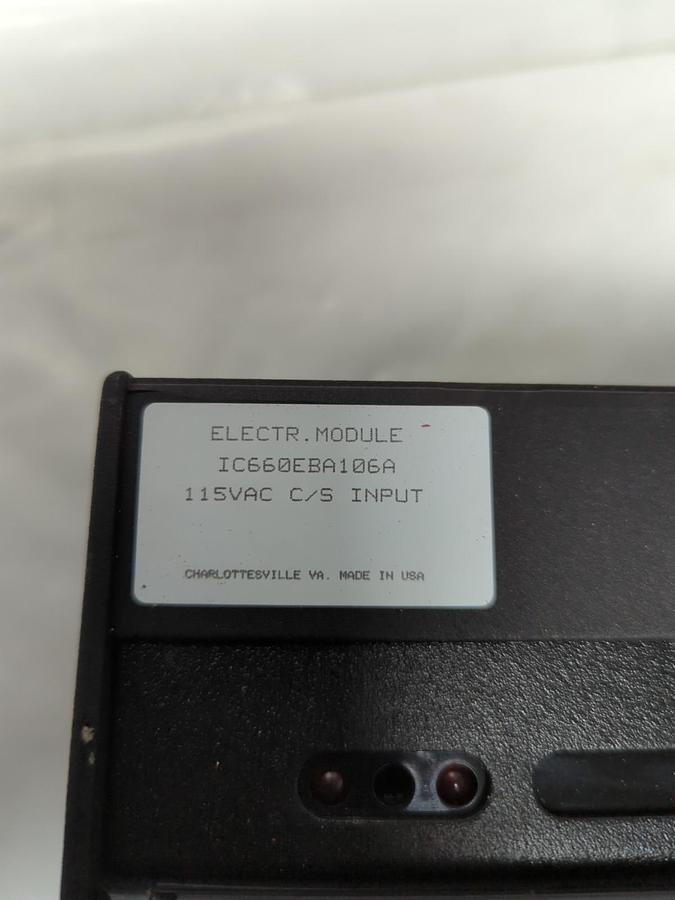 ELECTR.MODULE
IC660EBA106A
115VAC C/S INPUT
CHARLOTTESVILLE VA. MADE IN USA